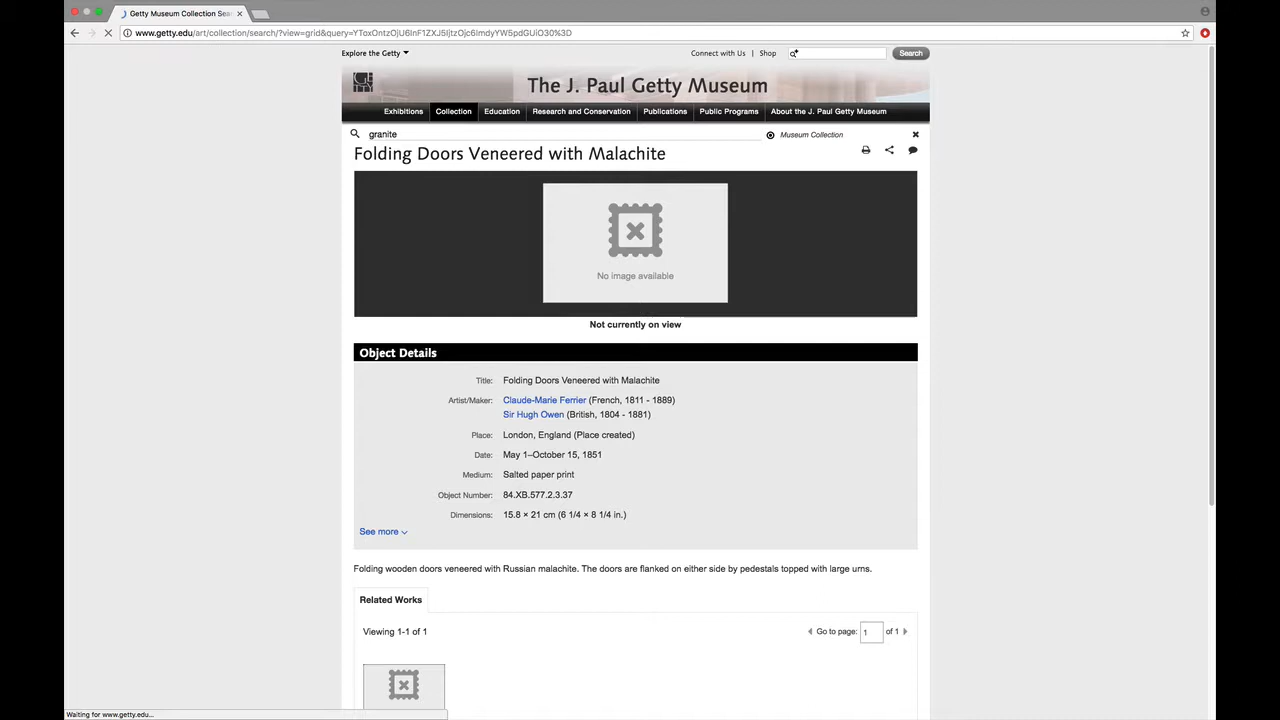 Getty Museum Collection Sea
www.getty.edu/art/collection/search/?view=grid&query=YToxOntzOjU6InF1ZXJ5IjtzOjc6ImdyYW5pdGUiO30%3D
Explore the Getty
Connect with Us | Shop
Search
The J. Paul Getty Museum
Exhibitions Collection Education Research and Conservation Publications Public Programs About the J. Paul Getty Museum
granite
Museum Collection
Folding Doors Veneered with Malachite
No image available
Not currently on view
Object Details
Title: Folding Doors Veneered with Malachite
Artist/Maker: Claude-Marie Ferrier (French, 1811 - 1889)
Sir Hugh Owen (British, 1804 - 1881)
Place: London, England (Place created)
Date: May 1–October 15, 1851
Medium: Salted paper print
Object Number: 84.XB.577.2.3.37
Dimensions: 15.8 × 21 cm (6 1/4 × 8 1/4 in.)
See more
Folding wooden doors veneered with Russian malachite. The doors are flanked on either side by pedestals topped with large urns.
Related Works
Viewing 1-1 of 1
Go to page: 1 of 1
Waiting for www.getty.edu...